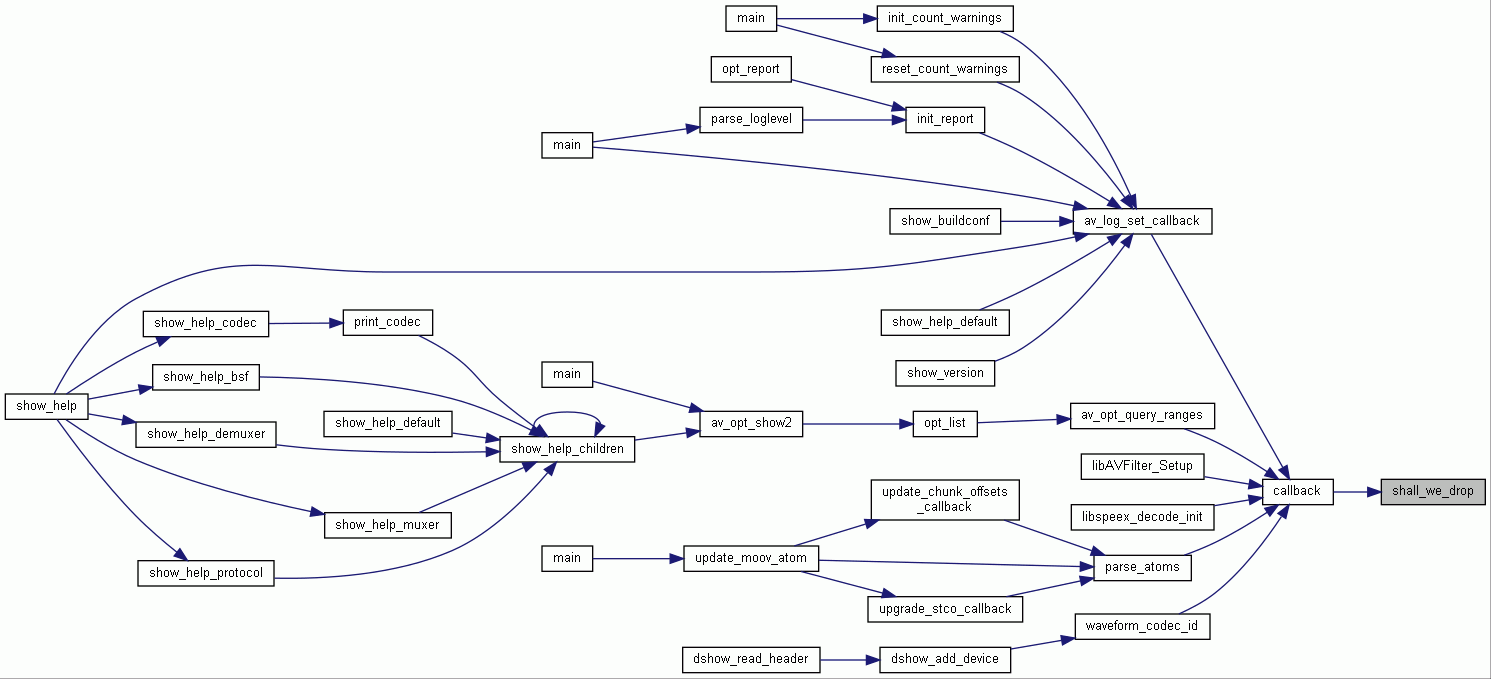 main
init_count_warnings
opt_report
reset_count_warnings
parse_loglevel
init_report
main
show_buildconf
av_log_set_callback
show_help_codec
print_codec
show_help_default
main
show_help_bsf
show_version
show_help
show_help_default
show_help_demuxer
show_help_children
av_opt_show2
opt_list
av_opt_query_ranges
libAVFilter_Setup
callback
shall_we_drop
update_chunk_offsets
_callback
libspeex_decode_init
show_help_muxer
main
update_moov_atom
parse_atoms
show_help_protocol
upgrade_stco_callback
waveform_codec_id
dshow_read_header
dshow_add_device